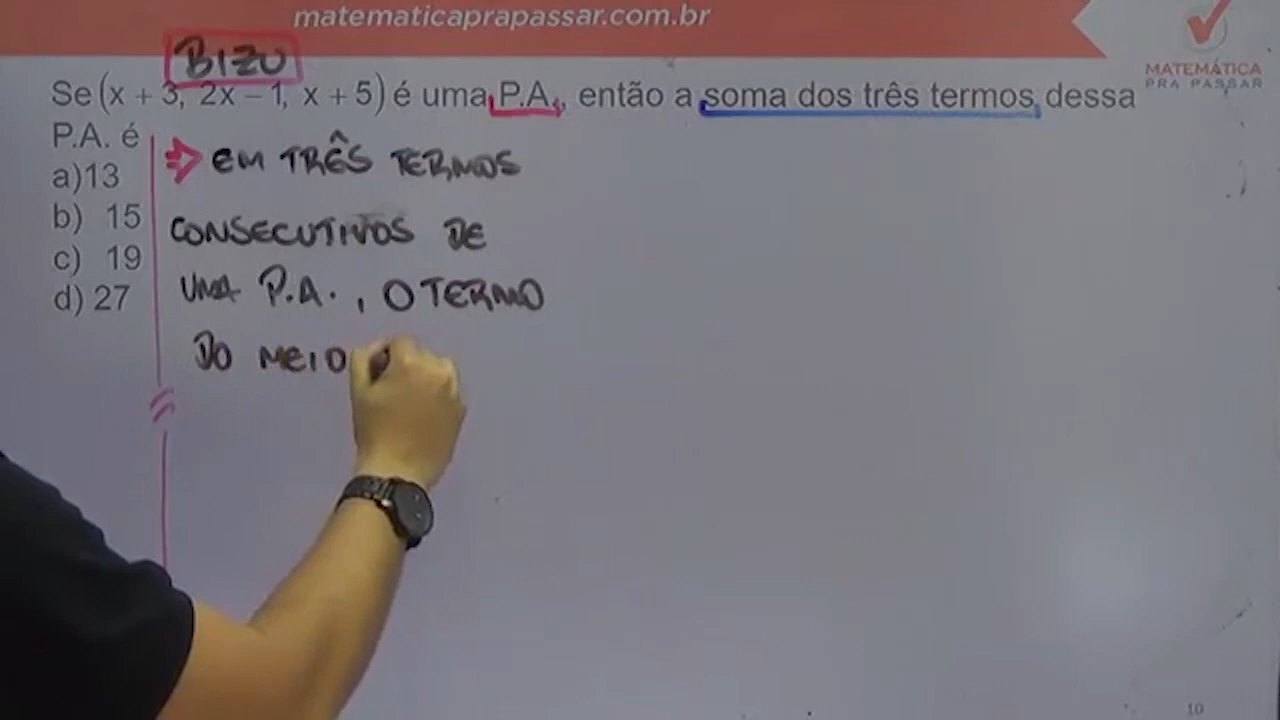 matematicaprapassar.com.br
MATEMÁTICA
PRA PASSAR
BIZU
Se (x + 3, 2x – 1, x + 5) é uma P.A., então a soma dos três termos dessa
P.A. é
a)13
b) 15
c) 19
d) 27
⇒ EM TRÊS TERMOS
CONSECUTIVOS DE
UMA P.A., O TERMO
DO MEIO
10